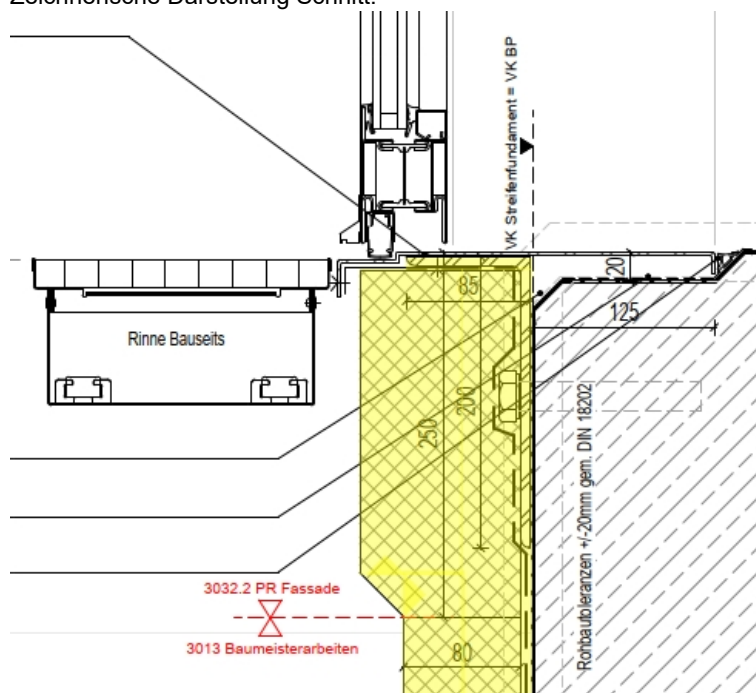 Zeichnerische Darstellung Schnitt:
VK Streifenfundament = VK BP
20
85
125
Rinne Bauseits
200
250
Rohbautoleranzen +/-20mm gem. DIN 18202
3032.2 PR Fassade
3013 Baumeisterarbeiten
80